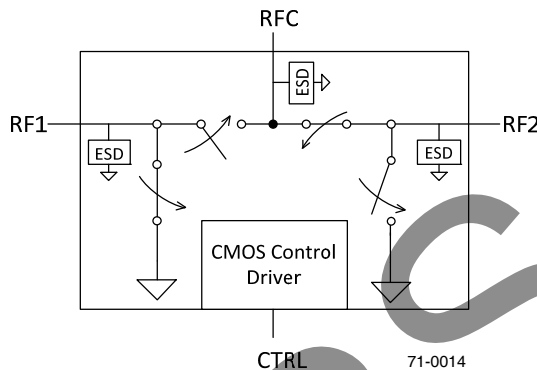 RFC
ESD
RF1
RF2
ESD
ESD
CMOS Control
Driver
CTRL
71-0014